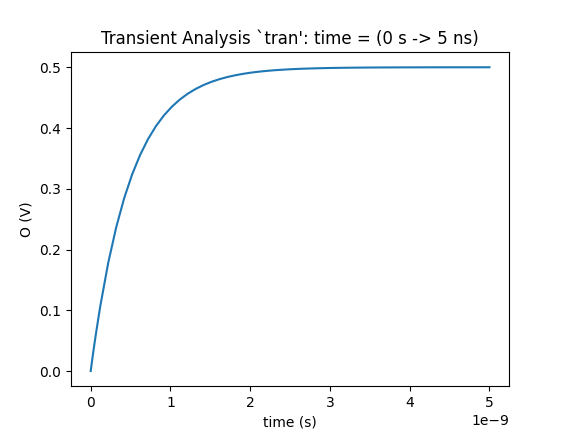 Transient Analysis `tran': time = (0 s -> 5 ns)
0.5
0.4
0.3
0.2
0.1
0.0
O (V)
0 1 2 3 4 5
1e−9
time (s)